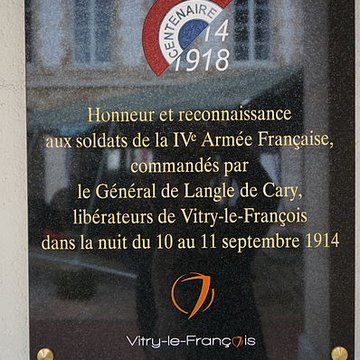 CENTENAIRE
14
1918
Honneur et reconnaissance
aux soldats de la IVe Armée Française,
commandés par
le Général de Langle de Cary,
libérateurs de Vitry-le-François
dans la nuit du 10 au 11 septembre 1914
Vitry-le-François